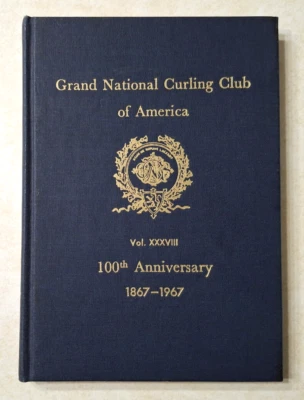 Grand National Curling Club
of America
Vol. XXXVIII
100th Anniversary
1867–1967